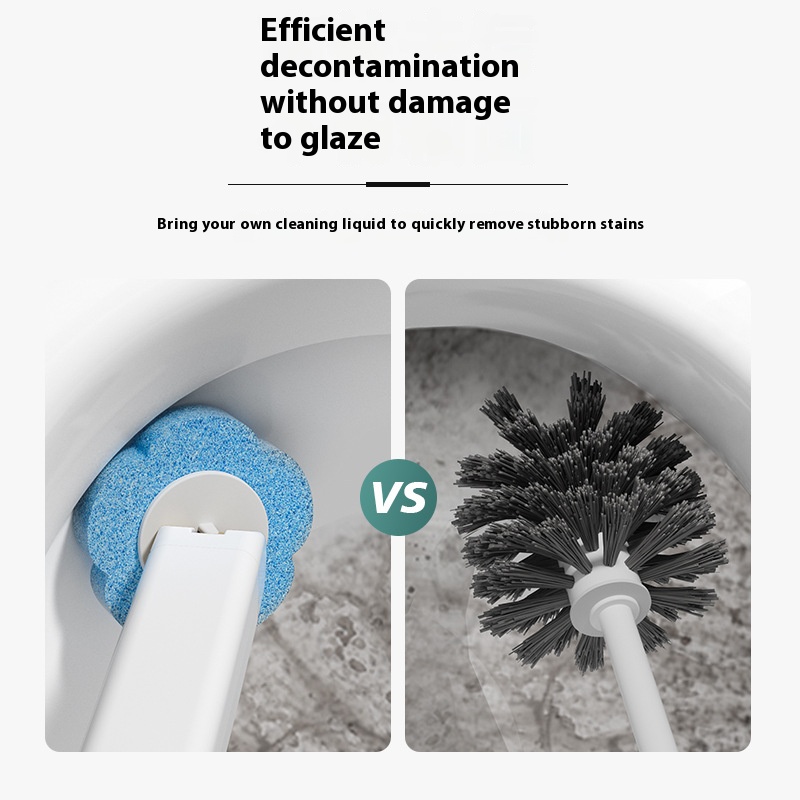 Efficient
decontamination
without damage
to glaze
Bring your own cleaning liquid to quickly remove stubborn stains
VS